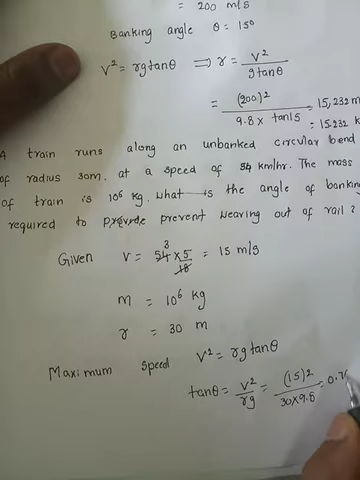 = 200 m/s
Banking angle θ = 15°
V² = rg tanθ ⟹ r = V² / g tanθ
= (200)² / 9.8 × tan15 = 15,232 m
= 15.232 k
A train runs along an unbanked circular bend
of radius 30m, at a speed of 54 km/hr. The mass
of train is 10⁶ kg. What is the angle of banking
required to prevent wearing out of rail?
Given V = 54 × 5 / 18 = 15 m/s
3
m = 10⁶ kg
r = 30 m
Maximum speed V² = rg tanθ
tanθ = V² / rg = (15)² / 30×9.8 = 0.7